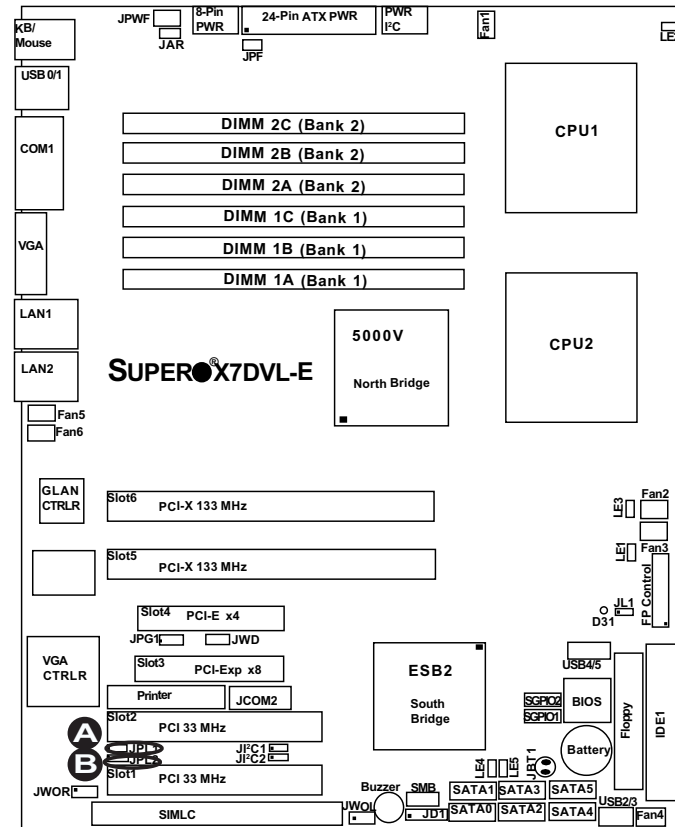 JPWF
8-Pin
PWR
24-Pin ATX PWR
PWR
I²C
Fan1
KB/
Mouse
JAR
JPF
USB 0/1
DIMM 2C (Bank 2)
COM1
DIMM 2B (Bank 2)
CPU1
DIMM 2A (Bank 2)
DIMM 1C (Bank 1)
VGA
DIMM 1B (Bank 1)
DIMM 1A (Bank 1)
LAN1
5000V
North Bridge
CPU2
LAN2
SUPER●®X7DVL-E
Fan5
Fan6
GLAN
CTRLR
Slot6
PCI-X 133 MHz
LE3
Fan2
Slot5
PCI-X 133 MHz
LE1
Fan3
FP Control
JL1
D31
Slot4
PCI-E x4
JPG1
JWD
VGA
CTRLR
Slot3
PCI-Exp x8
ESB2
South
Bridge
USB4/5
Printer
JCOM2
SGPIO2
SGPIO1
BIOS
Floppy
IDE1
A
Slot2
PCI 33 MHz
JPL1
JI²C1
B
JPL2
JI²C2
Battery
JWOR
Slot1
PCI 33 MHz
LE4
LE5
JBT1
Buzzer
SMB
SATA1
SATA3
SATA5
SIMLC
JWOL
JD1
SATA0
SATA2
SATA4
USB2/3
Fan4